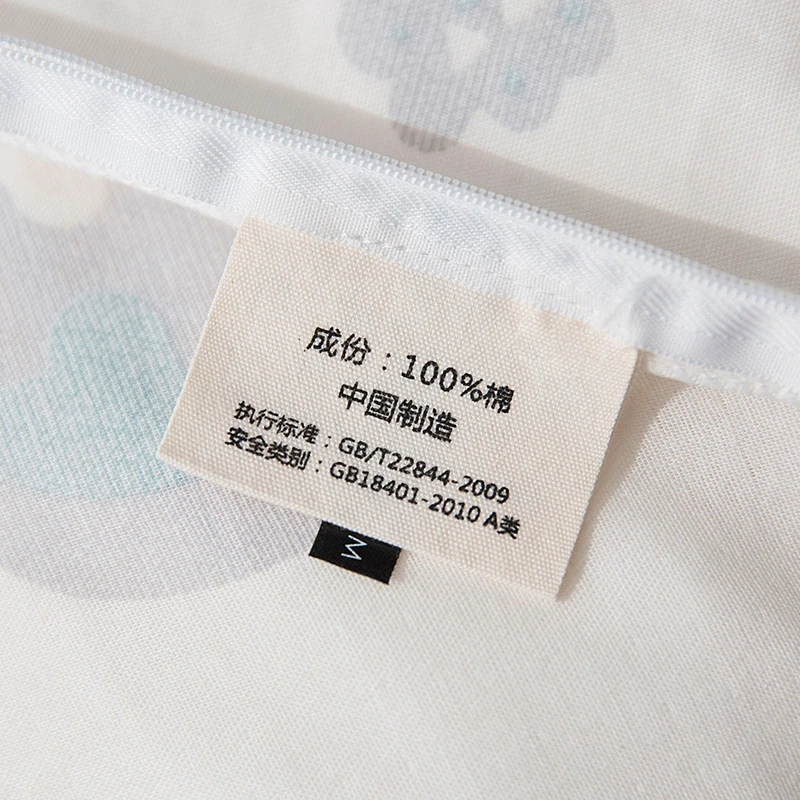 成份：100%棉
中国制造
执行标准：GB/T22844-2009
安全类别：GB18401-2010 A类
M